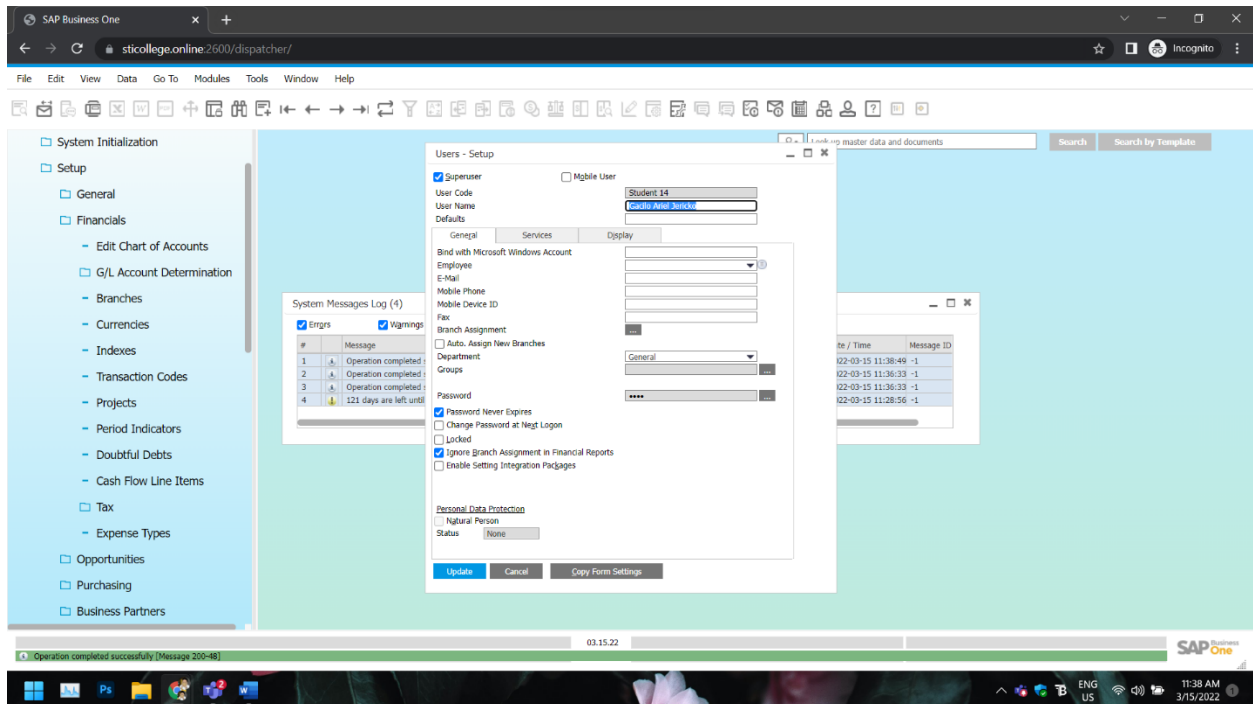 SAP Business One
sticollege.online:2600/dispatcher/
Incognito
File Edit View Data Go To Modules Tools Window Help
System Initialization
Setup
General
Financials
Edit Chart of Accounts
G/L Account Determination
Branches
Currencies
Indexes
Transaction Codes
Projects
Period Indicators
Doubtful Debts
Cash Flow Line Items
Tax
Expense Types
Opportunities
Purchasing
Business Partners
Look up master data and documents
Search Search by Template
System Messages Log (4)
Errors Warnings
# Message te / Time Message ID
1 Operation completed 22-03-15 11:38:49 -1
2 Operation completed 22-03-15 11:36:33 -1
3 Operation completed 22-03-15 11:36:33 -1
4 121 days are left until 22-03-15 11:28:56 -1
Users - Setup
Superuser Mobile User
User Code Student 14
User Name Gacilo Ariel Jericko
Defaults
General Services Display
Bind with Microsoft Windows Account
Employee
E-Mail
Mobile Phone
Mobile Device ID
Fax
Branch Assignment ...
Auto. Assign New Branches
Department General
Groups ...
Password •••• ...
Password Never Expires
Change Password at Next Logon
Locked
Ignore Branch Assignment in Financial Reports
Enable Setting Integration Packages
Personal Data Protection
Natural Person
Status None
Update Cancel Copy Form Settings
03.15.22
Operation completed successfully [Message 200-48]
SAP Business One
ENG
US
11:38 AM
3/15/2022